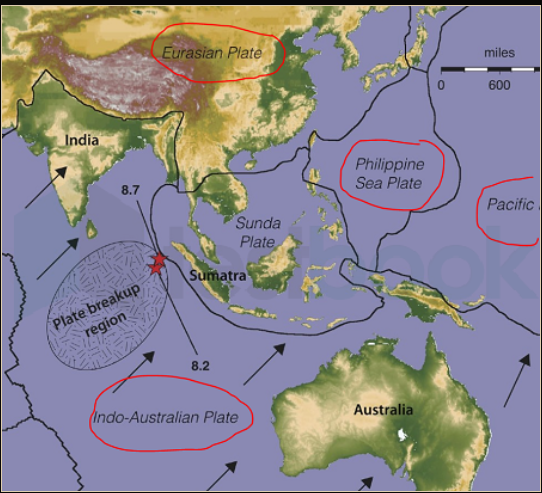 Eurasian Plate
miles
0 600
India
Philippine
Sea Plate
8.7
Pacific
Sunda
Plate
Sumatra
Plate breakup
region
8.2
Indo-Australian Plate
Australia